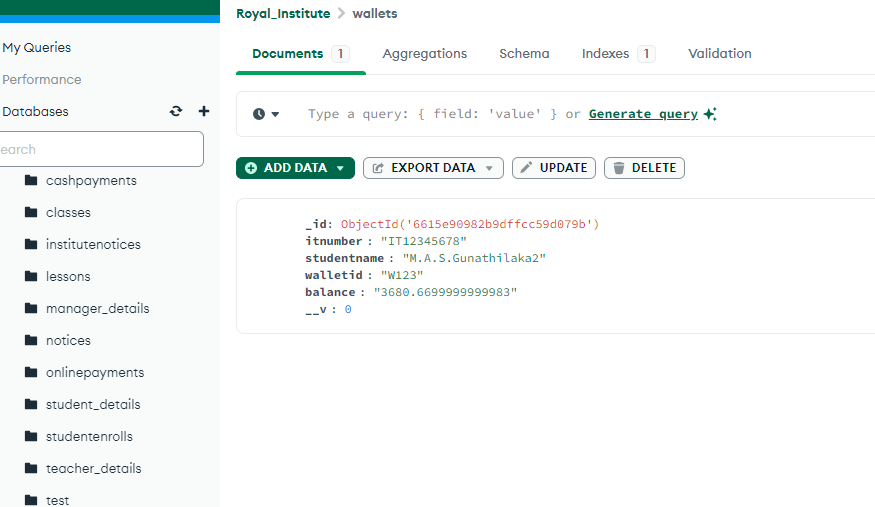 Royal_Institute > wallets
My Queries
Performance
Databases
earch
cashpayments
classes
institutenotices
lessons
manager_details
notices
onlinepayments
student_details
studentenrolls
teacher_details
test
Documents 1 Aggregations Schema Indexes 1 Validation
Type a query: { field: 'value' } or Generate query
ADD DATA EXPORT DATA UPDATE DELETE
_id: ObjectId('6615e90982b9dffcc59d079b')
itnumber : "IT12345678"
studentname : "M.A.S.Gunathilaka2"
walletid : "W123"
balance : "3680.6699999999983"
__v : 0